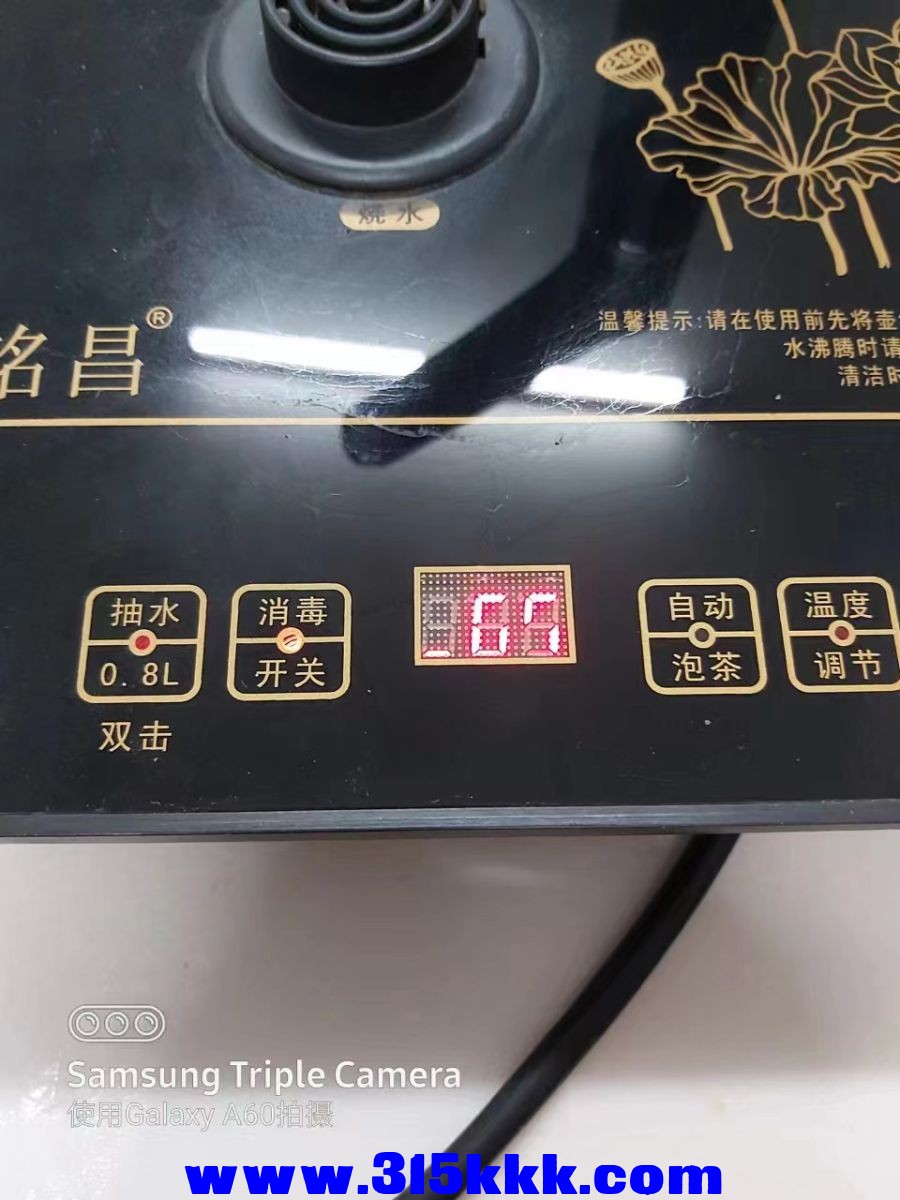 烧水
铭昌®
温馨提示:请在使用前先将壶
水沸腾时请
清洁时
抽水
0.8L
双击
消毒
开关
自动
泡茶
温度
调节
Samsung Triple Camera
使用Galaxy A60拍摄
www.315kkk.com